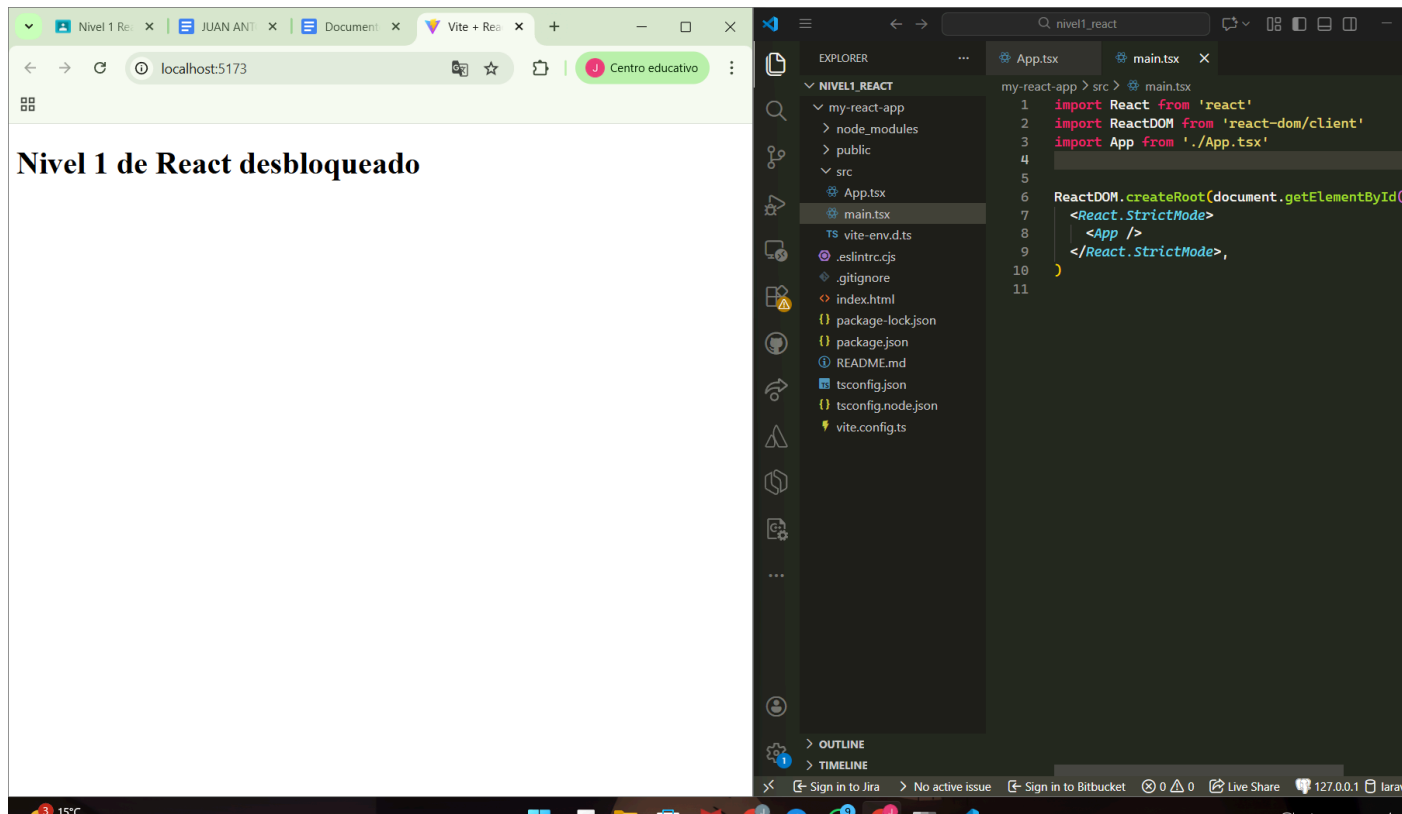 Nivel 1 Rea
JUAN ANT
Document
Vite + Rea
localhost:5173
J
Centro educativo
Nivel 1 de React desbloqueado
nivel1_react
EXPLORER
NIVEL1_REACT
my-react-app
node_modules
public
src
App.tsx
main.tsx
TS vite-env.d.ts
.eslintrc.cjs
.gitignore
index.html
{} package-lock.json
{} package.json
README.md
tsconfig.json
{} tsconfig.node.json
vite.config.ts
OUTLINE
TIMELINE
App.tsx
main.tsx
my-react-app > src > main.tsx
1 import React from 'react'
2 import ReactDOM from 'react-dom/client'
3 import App from './App.tsx'
4
5
6 ReactDOM.createRoot(document.getElementById(
7 <React.StrictMode>
8 <App />
9 </React.StrictMode>,
10 )
11
1
Sign in to Jira
No active issue
Sign in to Bitbucket
0 0
Live Share
127.0.0.1
larav
3
15°C
9